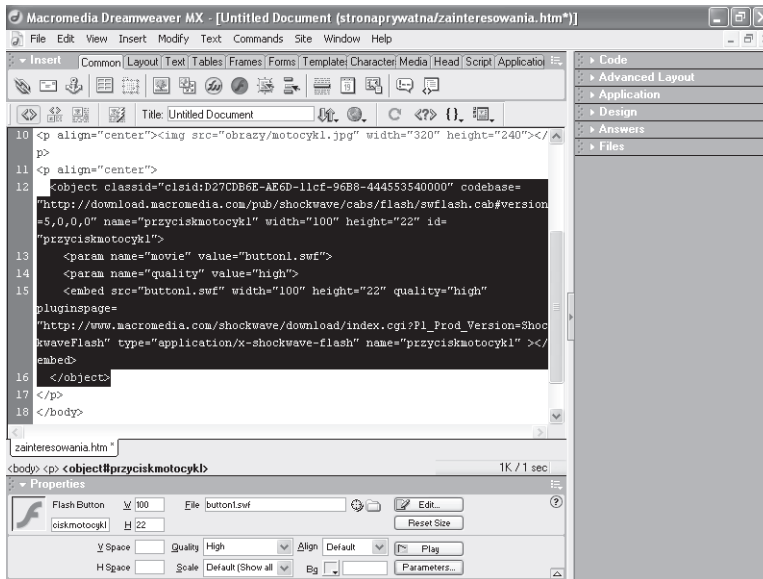 Macromedia Dreamweaver MX - [Untitled Document (stronaprywatna/zainteresowania.htm*)]
File Edit View Insert Modify Text Commands Site Window Help
Insert Common Layout Text Tables Frames Forms Template Character Media Head Script Applicatio
Title: Untitled Document
10 <p align="center"><img src="obrazy/motocykl.jpg" width="320" height="240"></
p>
11 <p align="center">
12 <object classid="clsid:D27CDB6E-AE6D-11cf-96B8-444553540000" codebase=
"http://download.macromedia.com/pub/shockwave/cabs/flash/swflash.cab#version
=5,0,0,0" name="przyciskmotocykl" width="100" height="22" id=
"przyciskmotocykl">
13 <param name="movie" value="button1.swf">
14 <param name="quality" value="high">
15 <embed src="button1.swf" width="100" height="22" quality="high"
pluginspage=
"http://www.macromedia.com/shockwave/download/index.cgi?P1_Prod_Version=Shoc
kwaveFlash" type="application/x-shockwave-flash" name="przyciskmotocykl" ></
embed>
16 </object>
17 </p>
18 </body>
zainteresowania.htm *
<body> <p> <object#przyciskmotocykl> 1K / 1 sec
Properties
Flash Button W 100 File button1.swf Edit...
ciskmotocykl H 22 Reset Size
V Space Quality High Align Default Play
H Space Scale Default (Show all Bg Parameters...
Code
Advanced Layout
Application
Design
Answers
Files